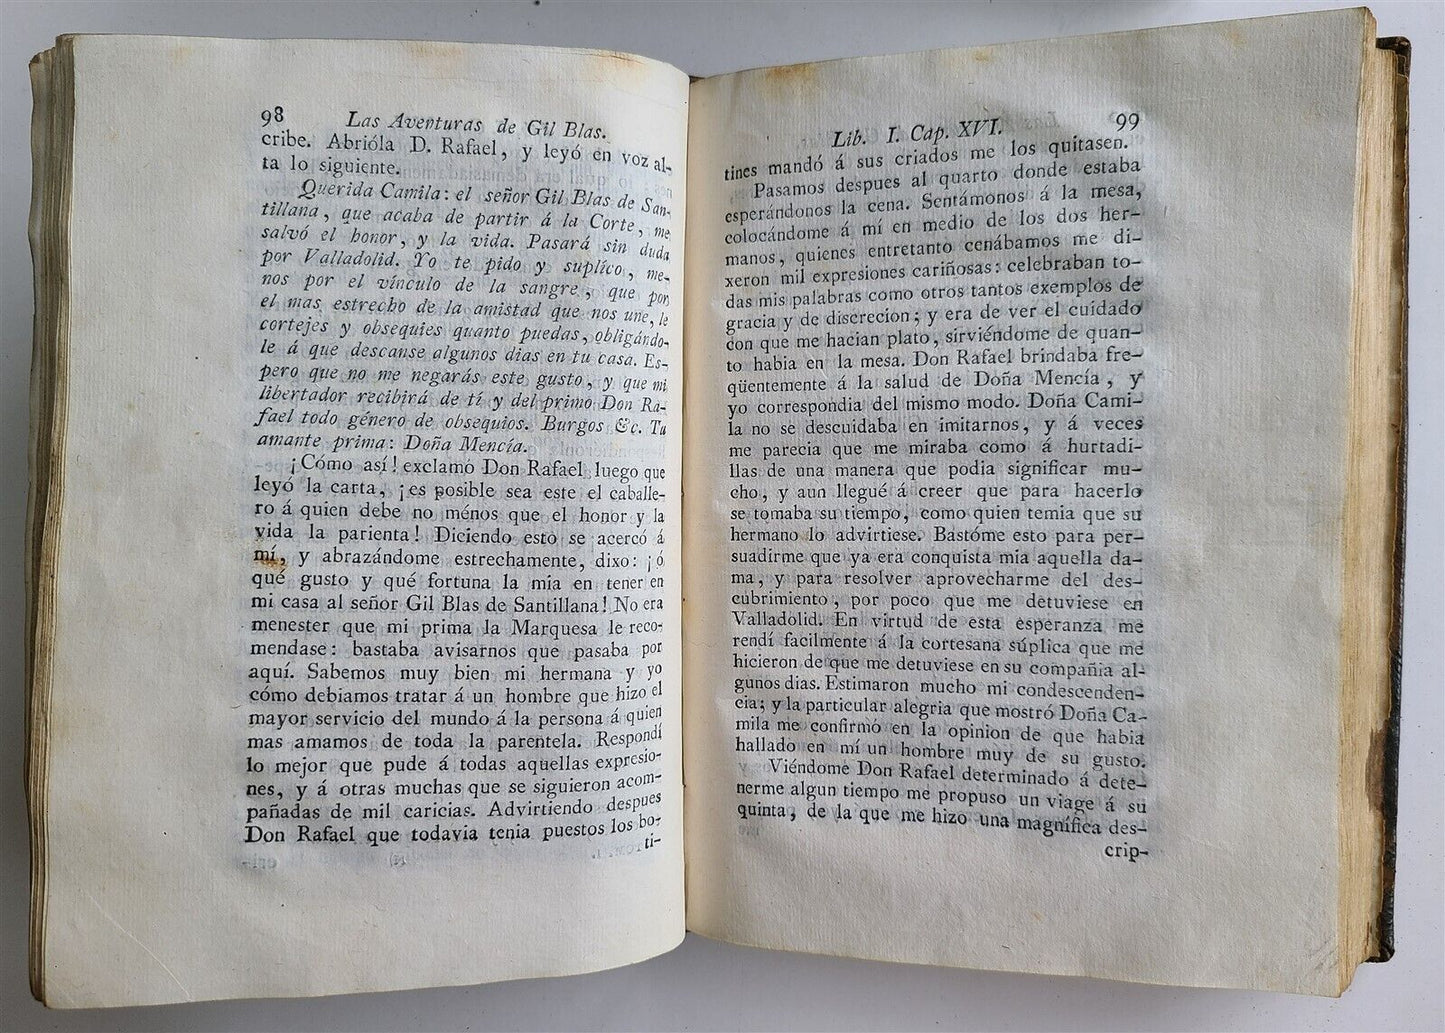 98 Las Aventuras de Gil Blas.
cribe. Abrióla D. Rafael, y leyó en voz al-
ta lo siguiente.
Querida Camila: el señor Gil Blas de San-
tillana, que acaba de partir á la Corte, me
salvó el honor, y la vida. Pasará sin duda
por Valladolid. Yo te pido y suplíco, me-
nos por el vínculo de la sangre, que por
el mas estrecho de la amistad que nos une, le
cortejes y obsequies quanto puedas, obligándo-
le á que descanse algunos dias en tu casa. Es-
pero que no me negarás este gusto, y que mi
libertador recibirá de tí y del primo Don Ra-
fael todo género de obsequios. Burgos &c. Tu
amante prima: Doña Mencía.
¡Cómo así! exclamo Don Rafael luego que
leyó la carta, ¡es posible sea este el caballe-
ro á quien debe no ménos que el honor y la
vida la parienta! Diciendo esto se acercó á
mí, y abrazándome estrechamente, dixo: ¡ó
qué gusto y qué fortuna la mia en tener en
mi casa al señor Gil Blas de Santillana! No era
menester que mi prima la Marquesa le reco-
mendase: bastaba avisarnos que pasaba por
aquí. Sabemos muy bien mi hermana y yo
cómo debiamos tratar á un hombre que hizo el
mayor servicio del mundo á la persona á quien
mas amamos de toda la parentela. Respondí
lo mejor que pude á todas aquellas expresio-
nes, y á otras muchas que se siguieron acom-
pañadas de mil caricias. Advirtiendo despues
Don Rafael que todavia tenia puestos los bo-
ti-
Lib. I. Cap. XVI. 99
tines mandó á sus criados me los quitasen.
Pasamos despues al quarto donde estaba
esperándonos la cena. Sentámonos á la mesa,
colocándome á mí en medio de los dos her-
manos, quienes entretanto cenábamos me di-
xeron mil expresiones cariñosas: celebraban to-
das mis palabras como otros tantos exemplos de
gracia y de discrecion; y era de ver el cuidado
con que me hacian plato, sirviéndome de quan-
to habia en la mesa. Don Rafael brindaba fre-
qüentemente á la salud de Doña Mencía, y
yo correspondia del mismo modo. Doña Cami-
la no se descuidaba en imitarnos, y á veces
me parecia que me miraba como á hurtadi-
llas de una manera que podia significar mu-
cho, y aun llegué á creer que para hacerlo
se tomaba su tiempo, como quien temia que su
hermano lo advirtiese. Bastóme esto para per-
suadirme que ya era conquista mia aquella da-
ma, y para resolver aprovecharme del des-
cubrimiento, por poco que me detuviese en
Valladolid. En virtud de esta esperanza me
rendí facilmente á la cortesana súplica que me
hicieron de que me detuviese en su compañia al-
gunos dias. Estimaron mucho mi condescenden-
cia; y la particular alegria que mostró Doña Ca-
mila me confirmó en la opinion de que habia
hallado en mí un hombre muy de su gusto.
Viéndome Don Rafael determinado á dete-
nerme algun tiempo me propuso un viage á su
quinta, de la que me hizo una magnífica des-
crip-